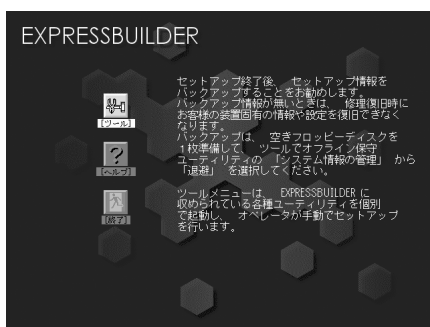 EXPRESSBUILDER
セットアップ終了後、 セットアップ情報を
バックアップすることをお勧めします。
バックアップ情報が無いときは、 修理復旧時に
お客様の装置固有の情報や設定を復旧できなく
なります。
バックアップは、 空きフロッピーディスクを
1枚準備して、 ツールでオフライン保守
ユーティリティの 「システム情報の管理」 から
「退避」 を選択してください。
ツールメニューは、 EXPRESSBUILDER に
収められている各種ユーティリティを個別
で起動し、 オペレータが手動でセットアップ
を行います。
[ツール]
?
[ヘルプ]
[終了]